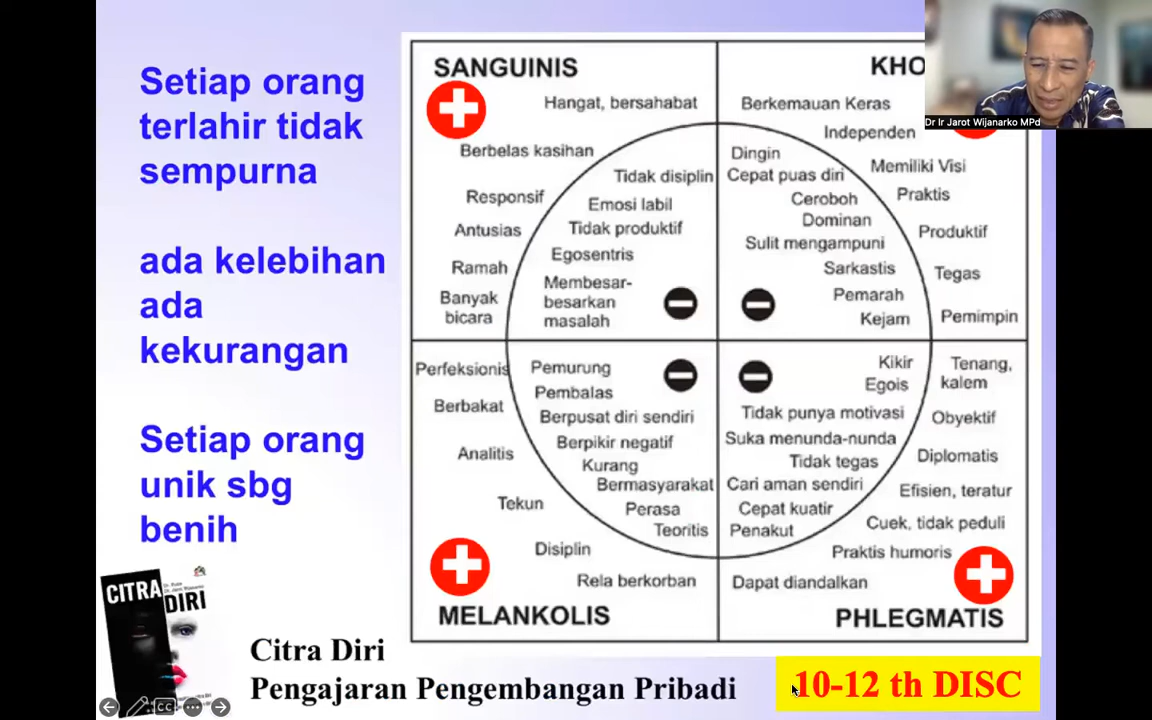 Setiap orang
terlahir tidak
sempurna
ada kelebihan
ada
kekurangan
Setiap orang
unik sbg
benih
SANGUINIS
Hangat, bersahabat
Berbelas kasihan
Responsif
Antusias
Ramah
Banyak
bicara
Tidak disiplin
Emosi labil
Tidak produktif
Egosentris
Membesar-
besarkan
masalah
KHO
Berkemauan Keras
Independen
Memiliki Visi
Praktis
Produktif
Tegas
Pemimpin
Dingin
Cepat puas diri
Ceroboh
Dominan
Sulit mengampuni
Sarkastis
Pemarah
Kejam
Dr Ir Jarot Wijanarko MPd
Perfeksionis
Berbakat
Analitis
Tekun
Disiplin
Rela berkorban
Pemurung
Pembalas
Berpusat diri sendiri
Berpikir negatif
Kurang
Bermasyarakat
Perasa
Teoritis
MELANKOLIS
Kikir
Egois
Tidak punya motivasi
Suka menunda-nunda
Tidak tegas
Cari aman sendiri
Cepat kuatir
Penakut
Tenang,
kalem
Obyektif
Diplomatis
Efisien, teratur
Cuek, tidak peduli
Praktis humoris
Dapat diandalkan
PHLEGMATIS
CITRA
DIRI
Citra Diri
Pengajaran Pengembangan Pribadi
10-12 th DISC
CC